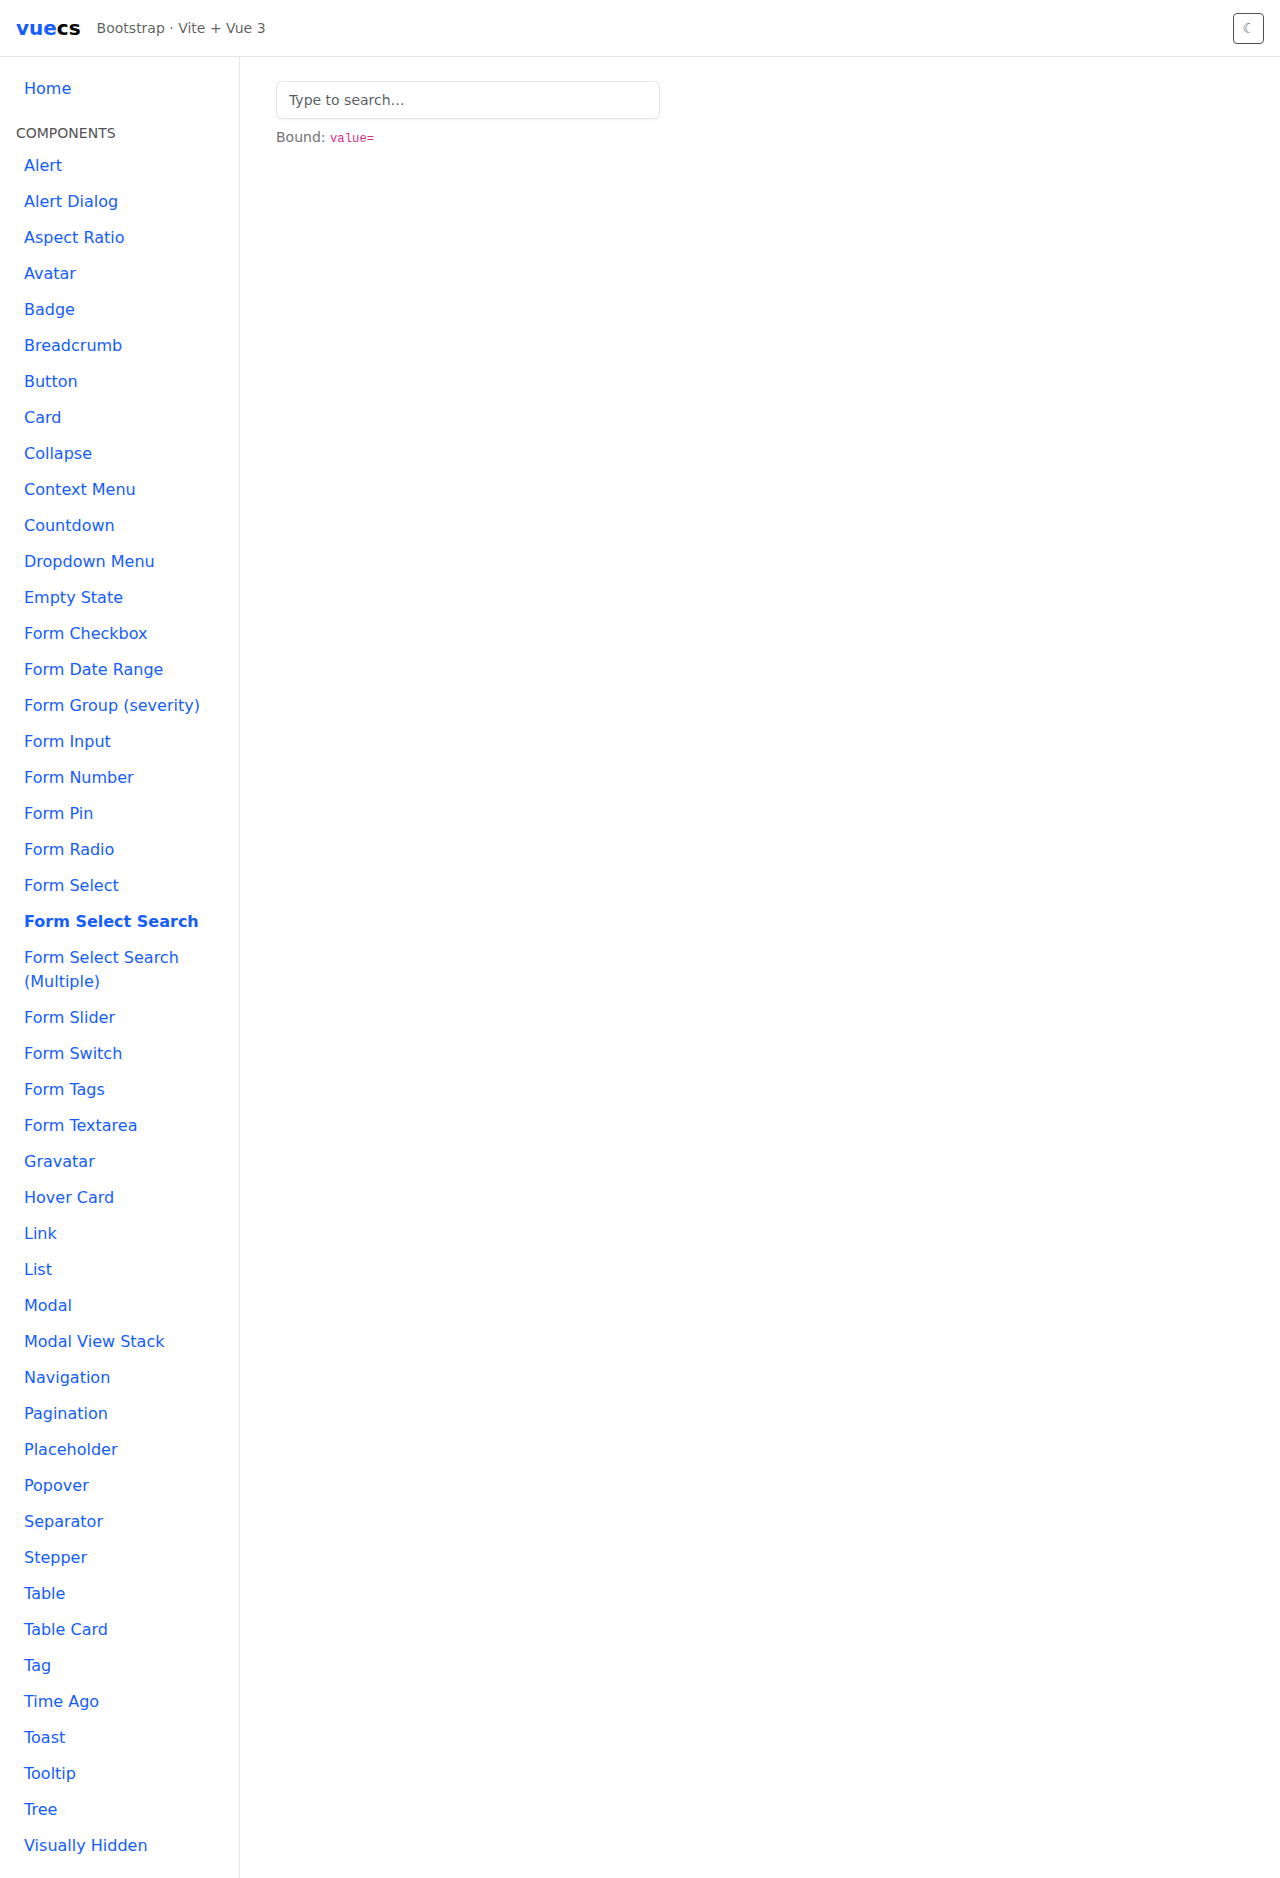 vuecs Bootstrap · Vite + Vue 3
Home
COMPONENTS
Alert
Alert Dialog
Aspect Ratio
Avatar
Badge
Breadcrumb
Button
Card
Collapse
Context Menu
Countdown
Dropdown Menu
Empty State
Form Checkbox
Form Date Range
Form Group (severity)
Form Input
Form Number
Form Pin
Form Radio
Form Select
Form Select Search
Form Select Search
(Multiple)
Form Slider
Form Switch
Form Tags
Form Textarea
Gravatar
Hover Card
Link
List
Modal
Modal View Stack
Navigation
Pagination
Placeholder
Popover
Separator
Stepper
Table
Table Card
Tag
Time Ago
Toast
Tooltip
Tree
Visually Hidden
Type to search...
Bound: value=